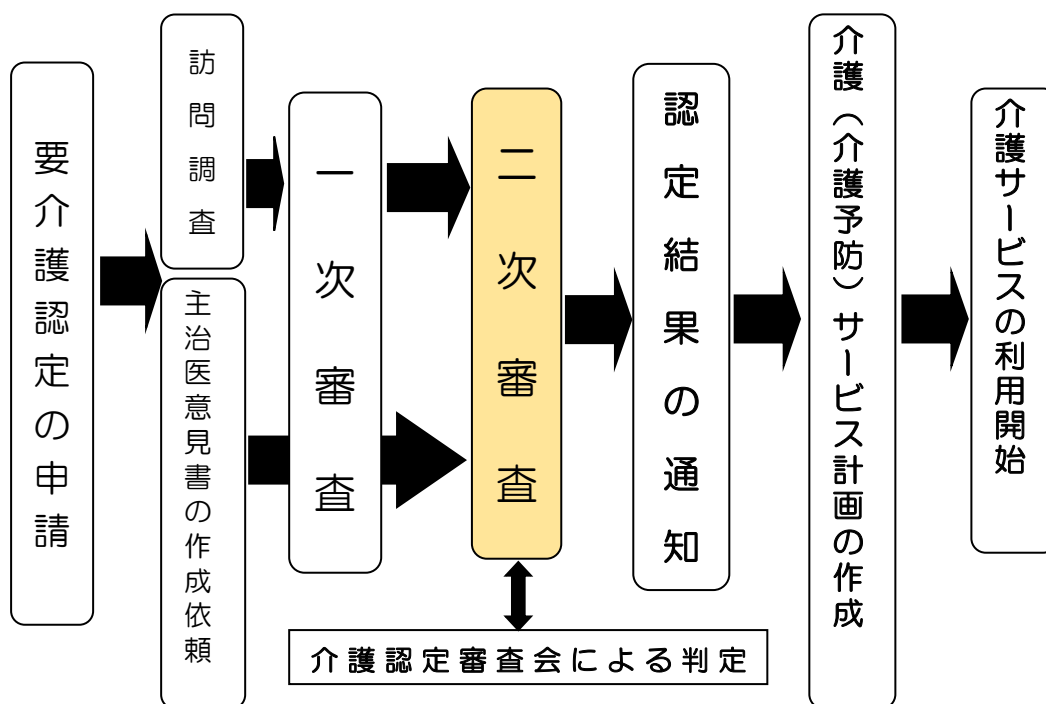 要介護認定の申請
訪問調査
主治医意見書の作成依頼
一次審査
二次審査
介護認定審査会による判定
認定結果の通知
介護（介護予防）サービス計画の作成
介護サービスの利用開始